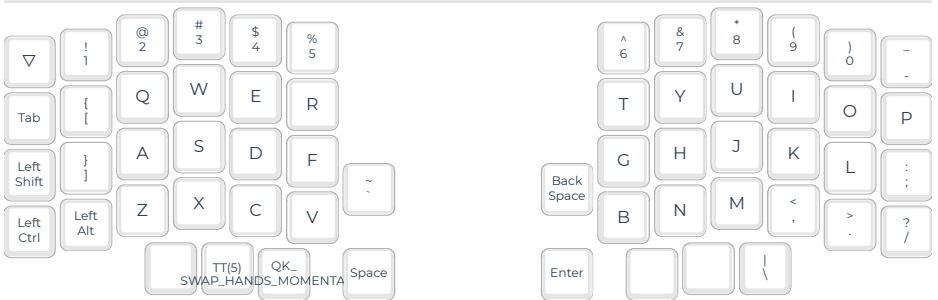 ▽ ! 1 @ 2 # 3 $ 4 % 5 ^ 6 & 7 * 8 ( 9 ) 0 _ -
Tab { [ Q W E R T Y U I O P
Left Shift } ] A S D F ~ ` Back Space G H J K L : ;
Left Ctrl Left Alt Z X C V B N M < , > . ? /
TT(5) QK_ SWAP_HANDS_MOMENTA Space Enter | \